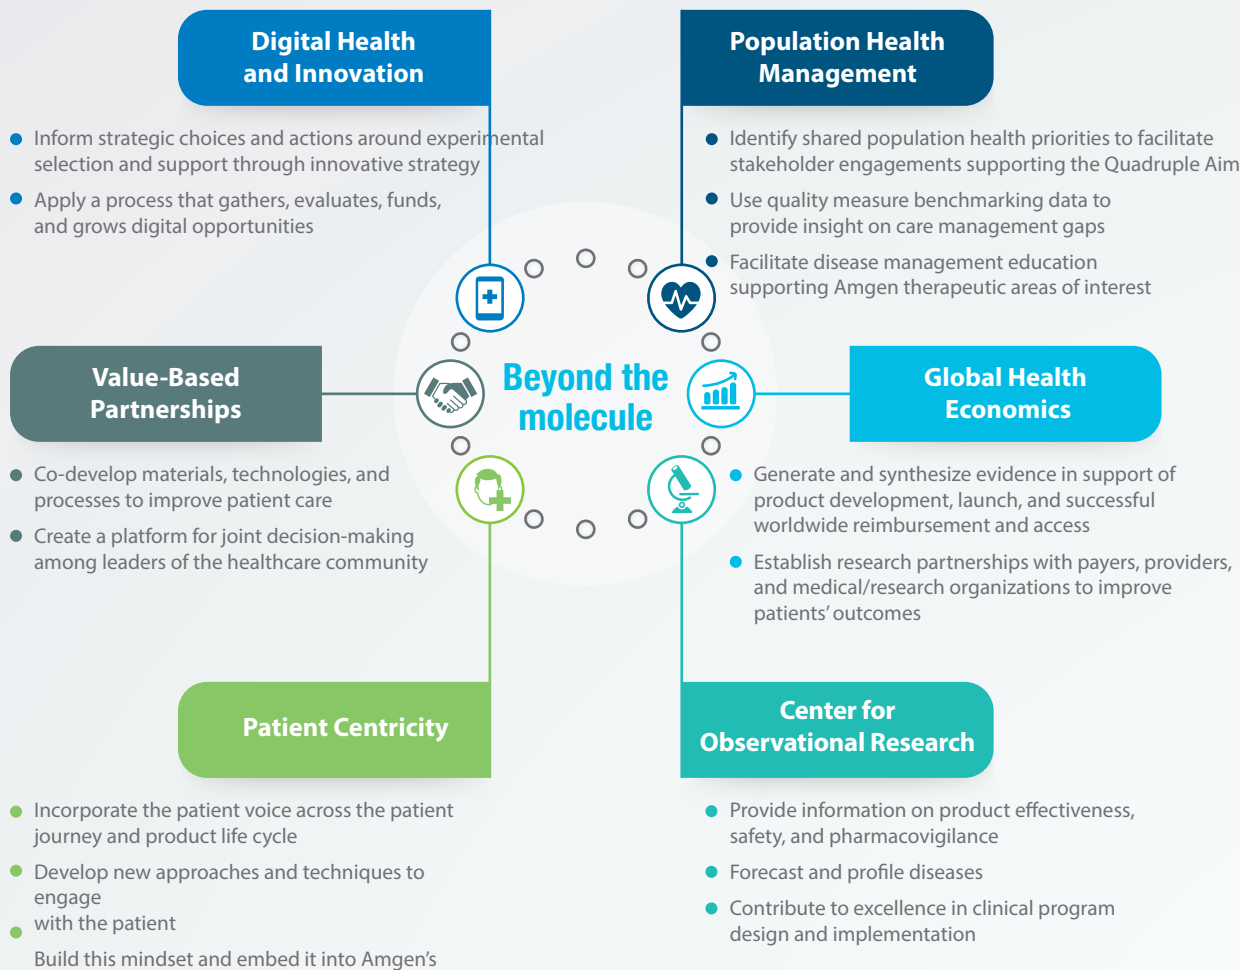 Digital Health
and Innovation
Inform strategic choices and actions around experimental
selection and support through innovative strategy
Apply a process that gathers, evaluates, funds,
and grows digital opportunities
Population Health
Management
Identify shared population health priorities to facilitate
stakeholder engagements supporting the Quadruple Aim
Use quality measure benchmarking data to
provide insight on care management gaps
Facilitate disease management education
supporting Amgen therapeutic areas of interest
Value-Based
Partnerships
Co-develop materials, technologies, and
processes to improve patient care
Create a platform for joint decision-making
among leaders of the healthcare community
Beyond the
molecule
Global Health
Economics
Generate and synthesize evidence in support of
product development, launch, and successful
worldwide reimbursement and access
Establish research partnerships with payers, providers,
and medical/research organizations to improve
patients’ outcomes
Patient Centricity
Incorporate the patient voice across the patient
journey and product life cycle
Develop new approaches and techniques to
engage
with the patient
Build this mindset and embed it into Amgen’s
Center for
Observational Research
Provide information on product effectiveness,
safety, and pharmacovigilance
Forecast and profile diseases
Contribute to excellence in clinical program
design and implementation